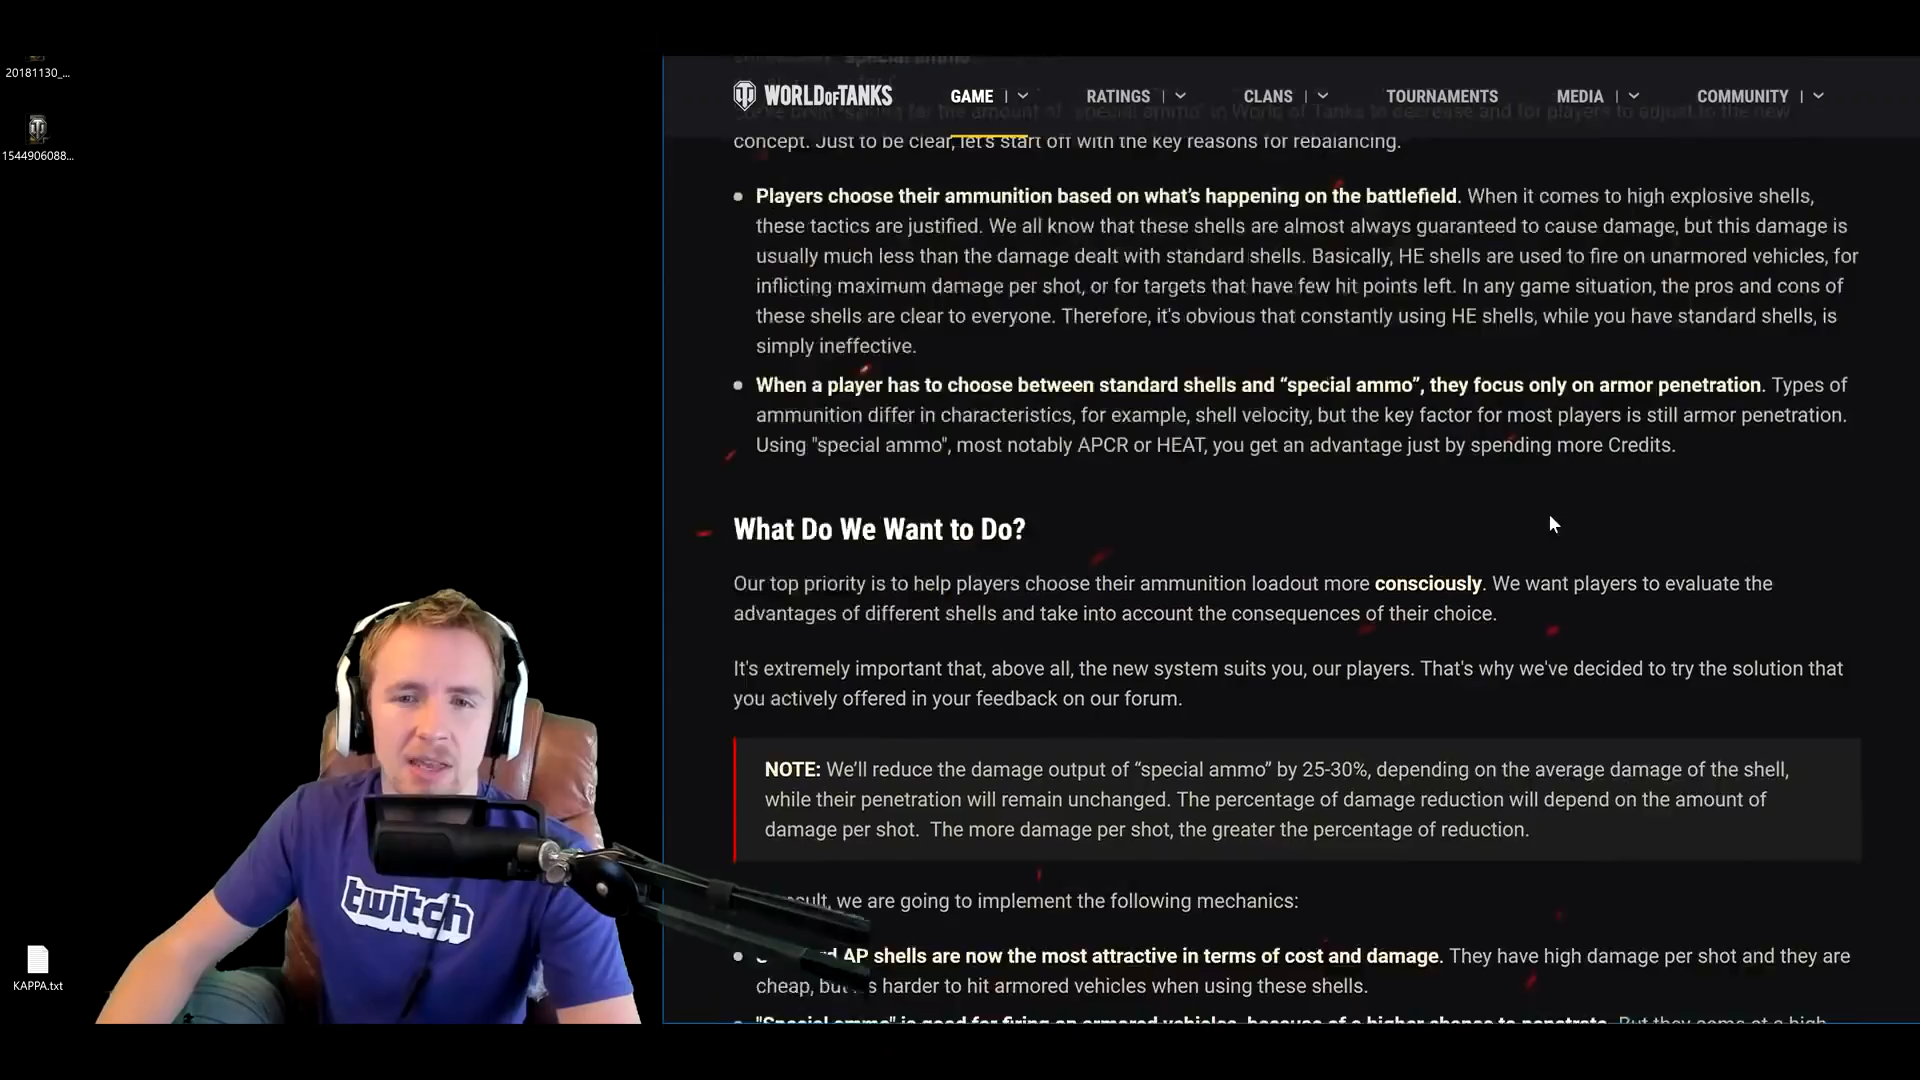 20181130_...
1544906088...
WORLD OF TANKS
GAME
RATINGS
CLANS
TOURNAMENTS
MEDIA
COMMUNITY
for the amount of "special ammo" in World of Tanks to decrease and for players to adjust to the new
concept. Just to be clear, let's start off with the key reasons for rebalancing.
Players choose their ammunition based on what's happening on the battlefield. When it comes to high explosive shells,
these tactics are justified. We all know that these shells are almost always guaranteed to cause damage, but this damage is
usually much less than the damage dealt with standard shells. Basically, HE shells are used to fire on unarmored vehicles, for
inflicting maximum damage per shot, or for targets that have few hit points left. In any game situation, the pros and cons of
these shells are clear to everyone. Therefore, it's obvious that constantly using HE shells, while you have standard shells, is
simply ineffective.
When a player has to choose between standard shells and “special ammo”, they focus only on armor penetration. Types of
ammunition differ in characteristics, for example, shell velocity, but the key factor for most players is still armor penetration.
Using "special ammo", most notably APCR or HEAT, you get an advantage just by spending more Credits.
What Do We Want to Do?
Our top priority is to help players choose their ammunition loadout more consciously. We want players to evaluate the
advantages of different shells and take into account the consequences of their choice.
It's extremely important that, above all, the new system suits you, our players. That's why we've decided to try the solution that
you actively offered in your feedback on our forum.
NOTE: We’ll reduce the damage output of “special ammo” by 25-30%, depending on the average damage of the shell,
while their penetration will remain unchanged. The percentage of damage reduction will depend on the amount of
damage per shot. The more damage per shot, the greater the percentage of reduction.
we are going to implement the following mechanics:
AP shells are now the most attractive in terms of cost and damage. They have high damage per shot and they are
cheap, but harder to hit armored vehicles when using these shells.
"Special ammo" is good for firing on armored vehicles, because of a higher chance to penetrate. But they come at a high
twitch
KAPPA.txt